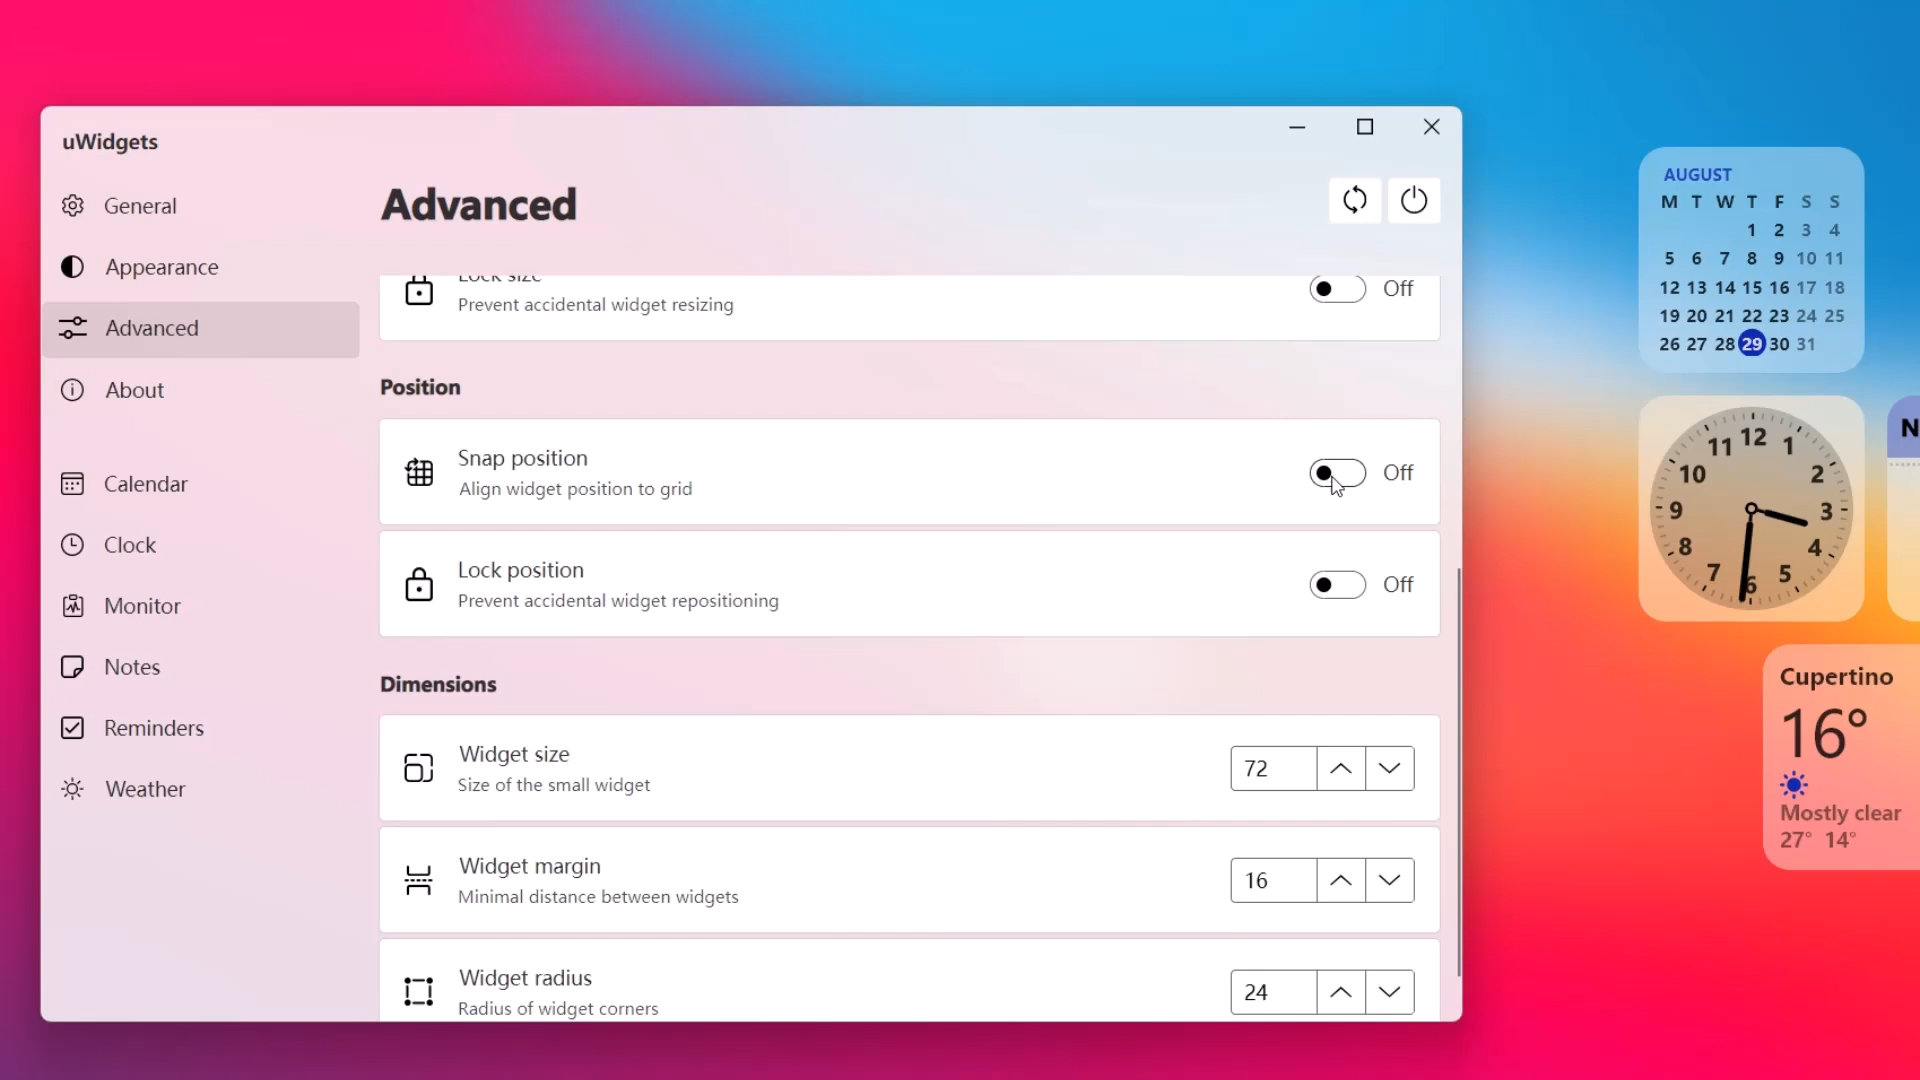 uWidgets
General
Appearance
Advanced
About
Calendar
Clock
Monitor
Notes
Reminders
Weather
Advanced
Lock size
Prevent accidental widget resizing
Off
Position
Snap position
Align widget position to grid
Off
Lock position
Prevent accidental widget repositioning
Off
Dimensions
Widget size
Size of the small widget
72
Widget margin
Minimal distance between widgets
16
Widget radius
Radius of widget corners
24
AUGUST
M T W T F S S
1 2 3 4
5 6 7 8 9 10 11
12 13 14 15 16 17 18
19 20 21 22 23 24 25
26 27 28 29 30 31
12
11 1
10 2
9 3
8 4
7 5
6
N
Cupertino
16°
Mostly clear
27° 14°